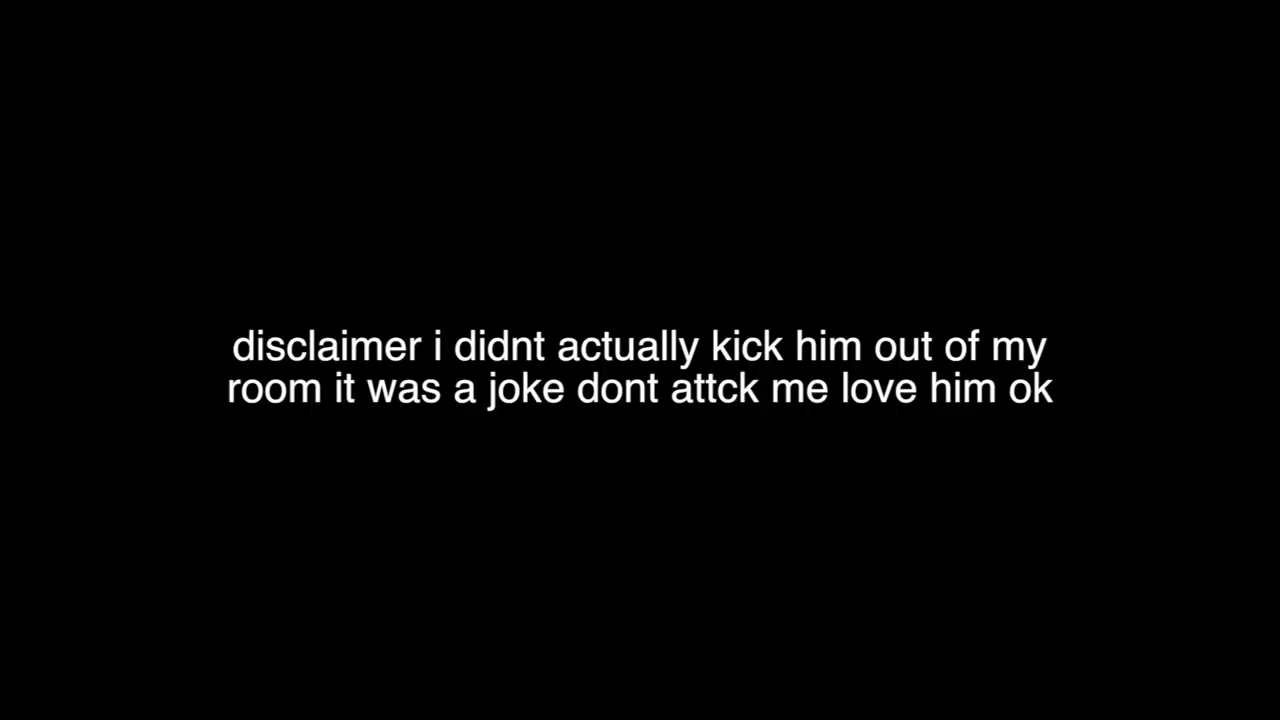 disclaimer i didnt actually kick him out of my
room it was a joke dont attck me love him ok